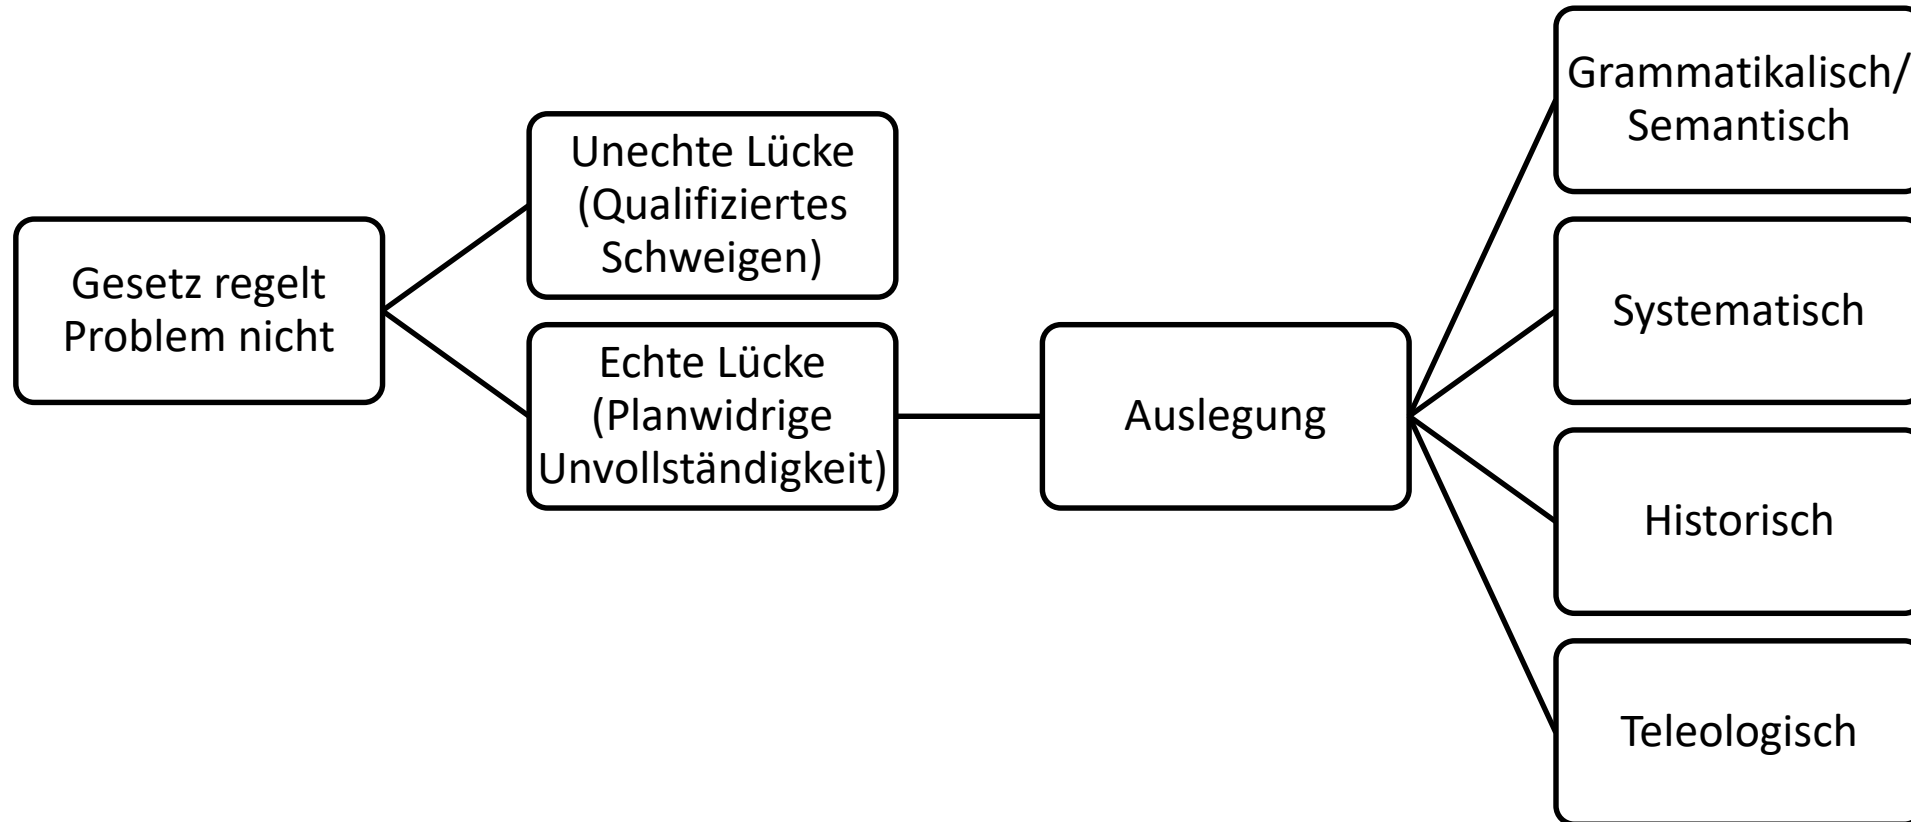 Gesetz regelt
Problem nicht
Unechte Lücke
(Qualifiziertes
Schweigen)
Echte Lücke
(Planwidrige
Unvollständigkeit)
Auslegung
Grammatikalisch/
Semantisch
Systematisch
Historisch
Teleologisch